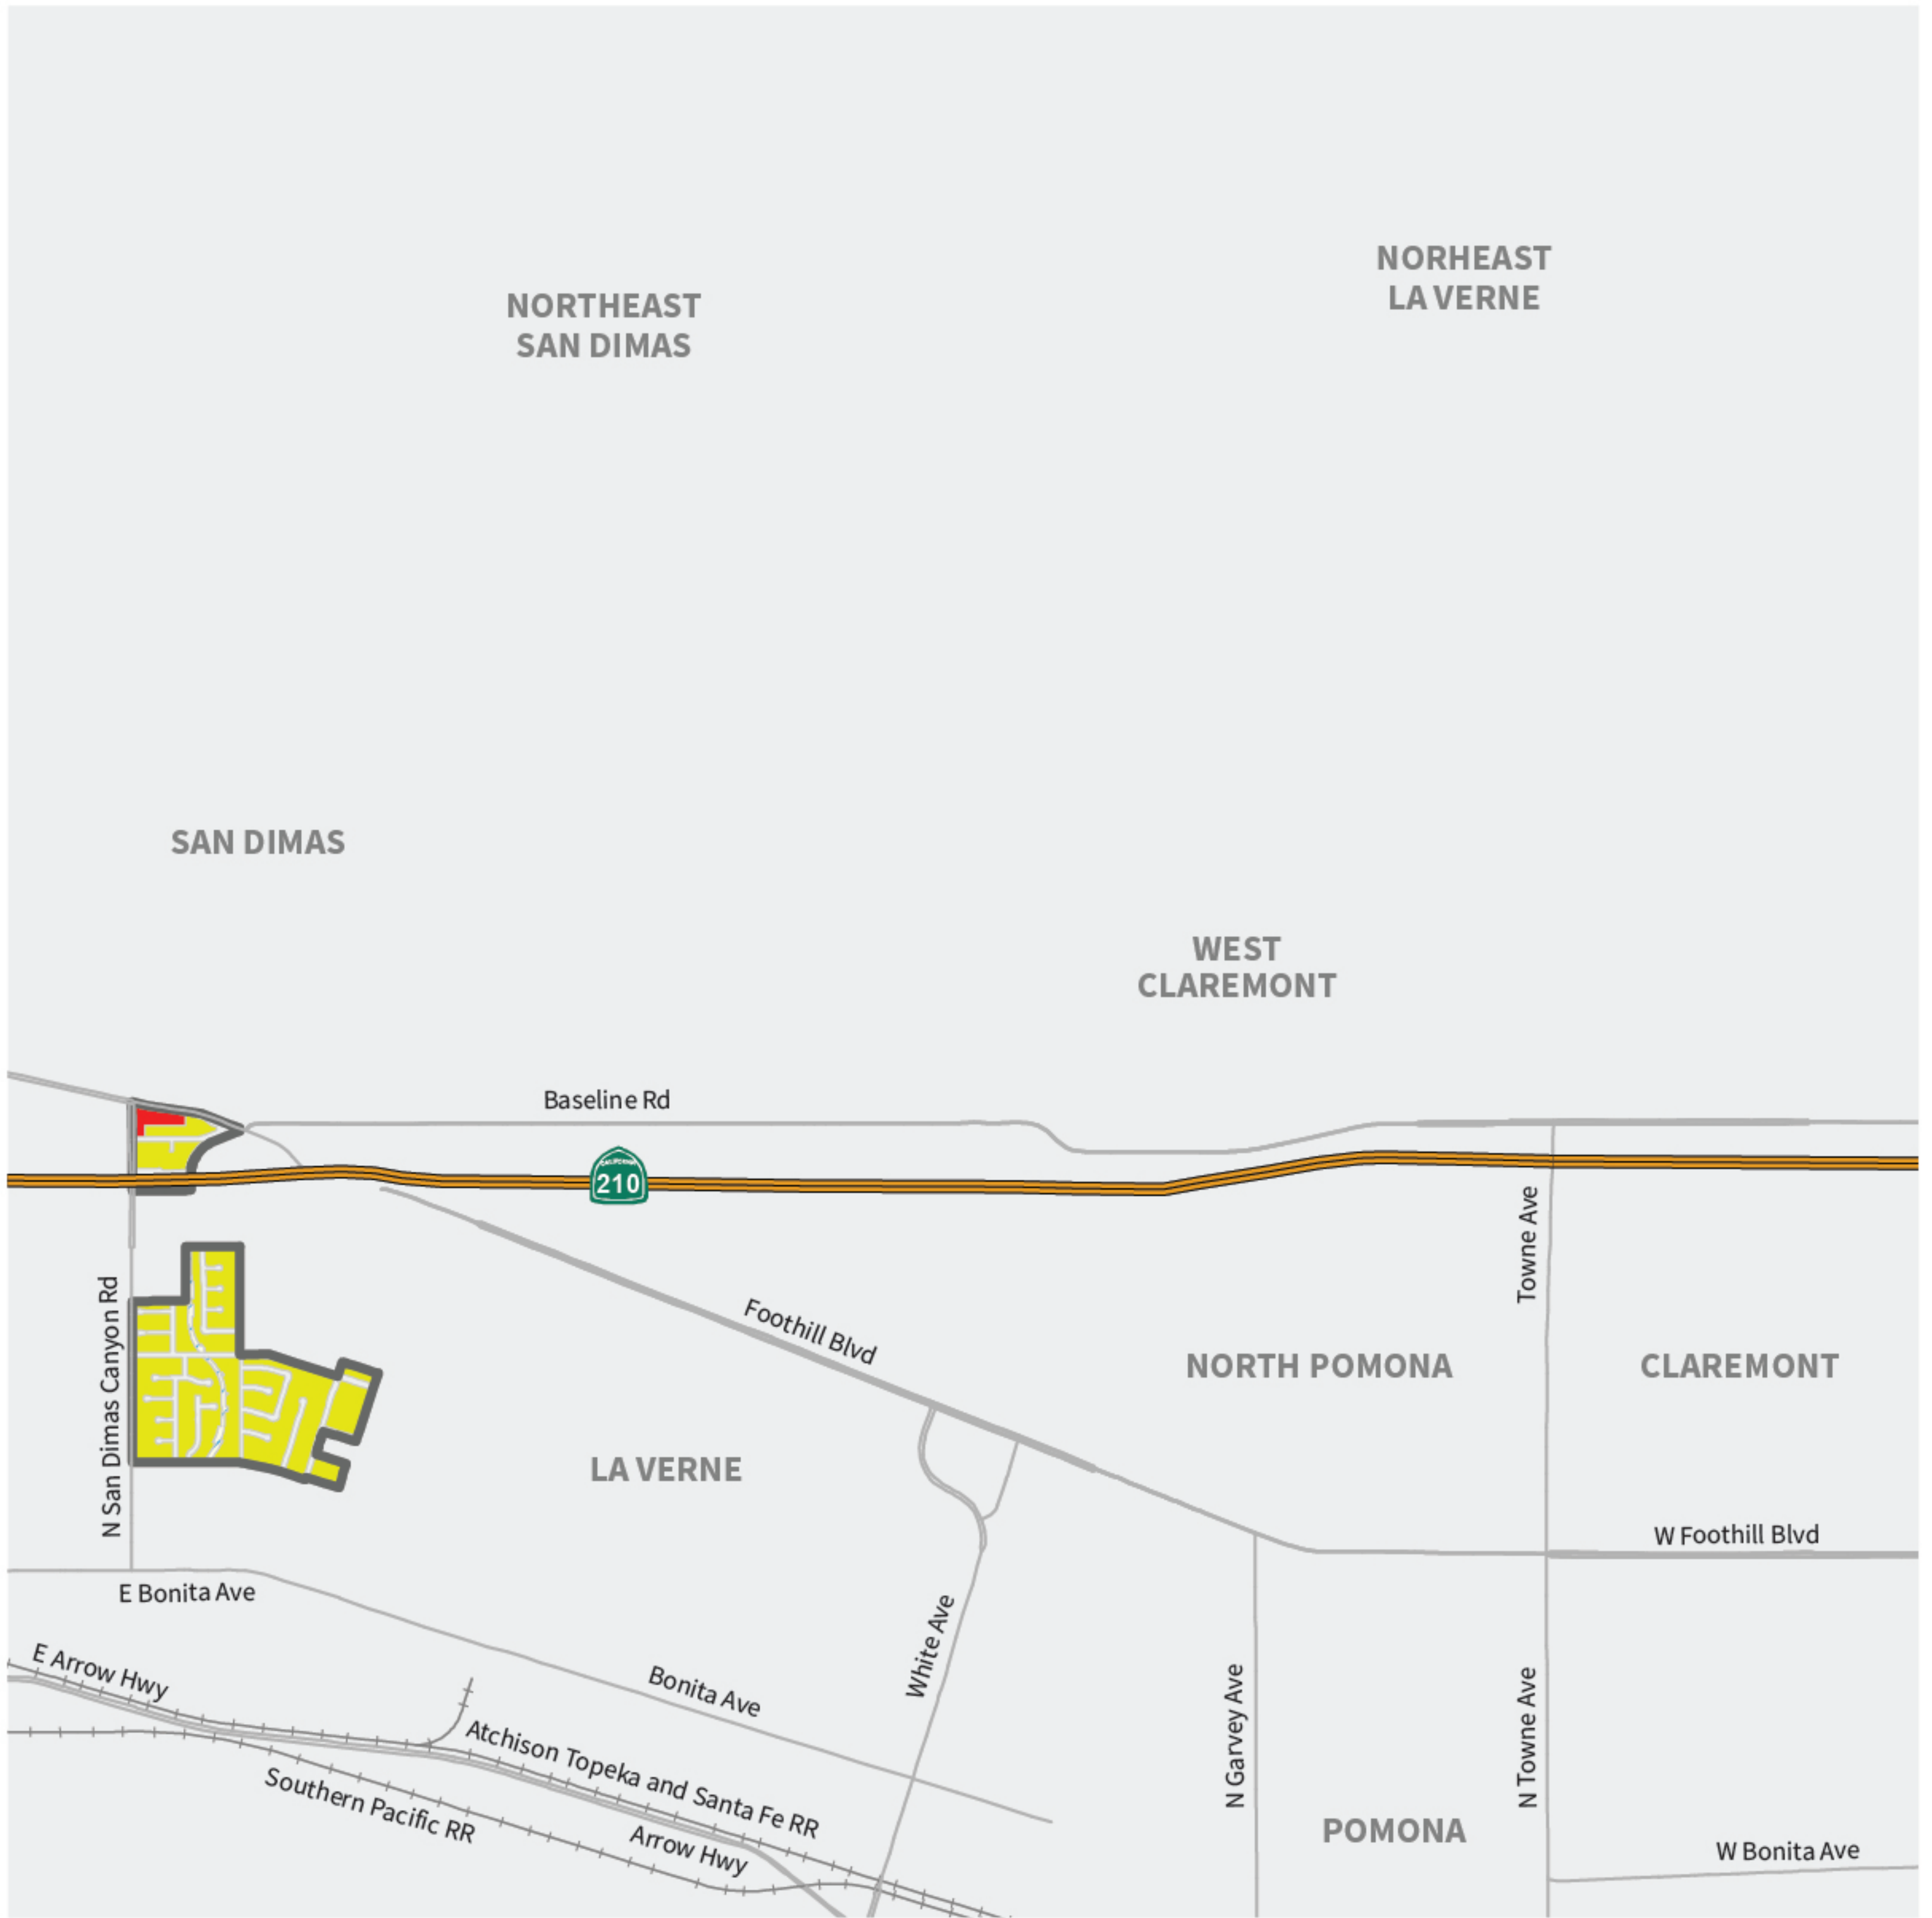 NORHEAST
LA VERNE
NORTHEAST
SAN DIMAS
SAN DIMAS
WEST
CLAREMONT
Baseline Rd
CALIFORNIA
210
Towne Ave
N San Dimas Canyon Rd
Foothill Blvd
NORTH POMONA
CLAREMONT
LA VERNE
W Foothill Blvd
E Bonita Ave
White Ave
E Arrow Hwy
Bonita Ave
N Garvey Ave
N Towne Ave
Atchison Topeka and Santa Fe RR
Southern Pacific RR
Arrow Hwy
POMONA
W Bonita Ave